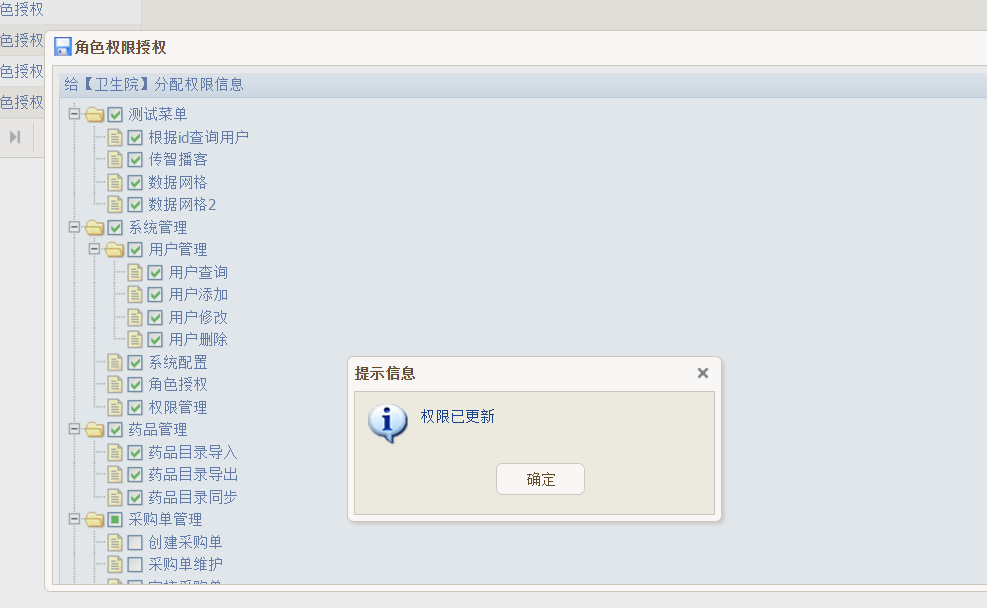 色授权
色授权
色授权
色授权
角色权限授权
给【卫生院】分配权限信息
测试菜单
根据id查询用户
传智播客
数据网格
数据网格2
系统管理
用户管理
用户查询
用户添加
用户修改
用户删除
系统配置
角色授权
权限管理
药品管理
药品目录导入
药品目录导出
药品目录同步
采购单管理
创建采购单
采购单维护
提示信息
权限已更新
确定